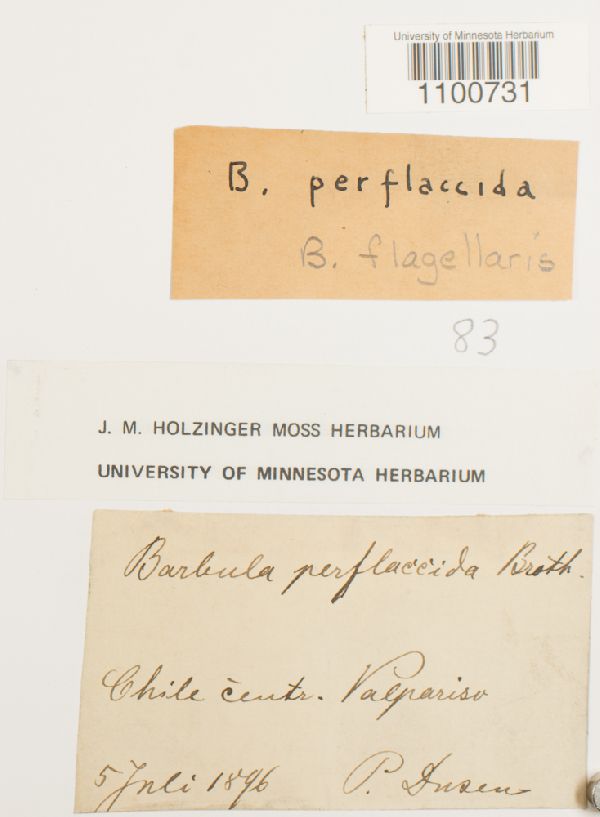 University of Minnesota Herbarium
1100731
B. perflaccida
B. flagellaris
83
J. M. HOLZINGER MOSS HERBARIUM
UNIVERSITY OF MINNESOTA HERBARIUM
Barbula perflaccida Broth.
Chile centr. Valpariso
5 Juli 1896 P. Dusen